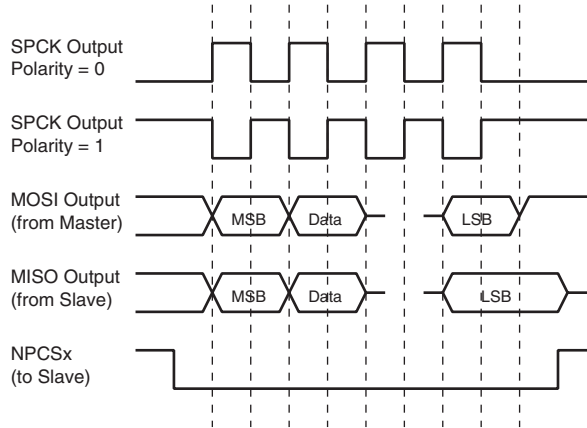 SPCK Output
Polarity = 0
SPCK Output
Polarity = 1
MOSI Output
(from Master)
MSB
Data
LSB
MISO Output
(from Slave)
MSB
Data
LSB
NPCSx
(to Slave)